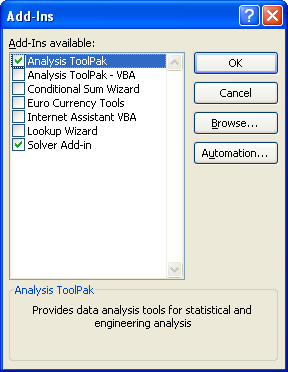 Add-Ins
Add-Ins available:
Analysis ToolPak
Analysis ToolPak - VBA
Conditional Sum Wizard
Euro Currency Tools
Internet Assistant VBA
Lookup Wizard
Solver Add-in
OK
Cancel
Browse...
Automation...
Analysis ToolPak
Provides data analysis tools for statistical and
engineering analysis